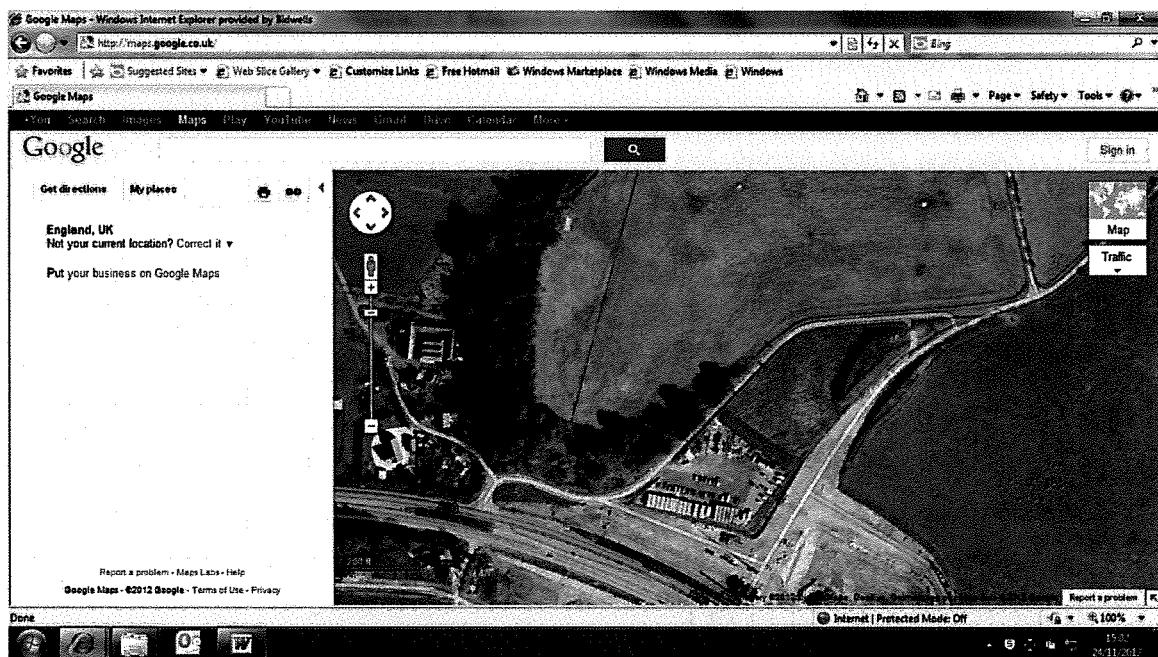 Google Maps - Windows Internet Explorer provided by Bidwells
http://maps.google.co.uk/
Bing
Favorites Suggested Sites Web Slice Gallery Customize Links Free Hotmail Windows Marketplace Windows Media Windows
Google Maps Page Safety Tools
+You Search Images Maps Play YouTube News Gmail Drive Calendar More
Google Sign in
Get directions My places
Map
Traffic
England, UK
Not your current location? Correct it
Put your business on Google Maps
Report a problem - Maps Labs - Help
Google Maps - ©2012 Google - Terms of Use - Privacy
Report a problem
Done Internet | Protected Mode: Off 100%
15:02